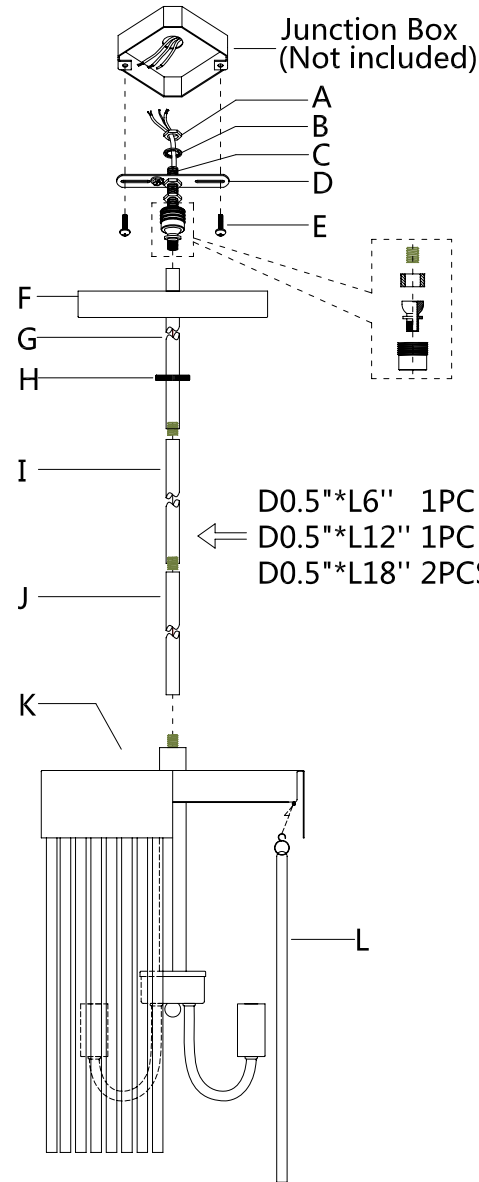 Junction Box
(Not included)
A
B
C
D
E
F
G
H
I
D0.5"*L6'' 1PC
D0.5"*L12'' 1PC
D0.5"*L18'' 2PCS
J
K
L